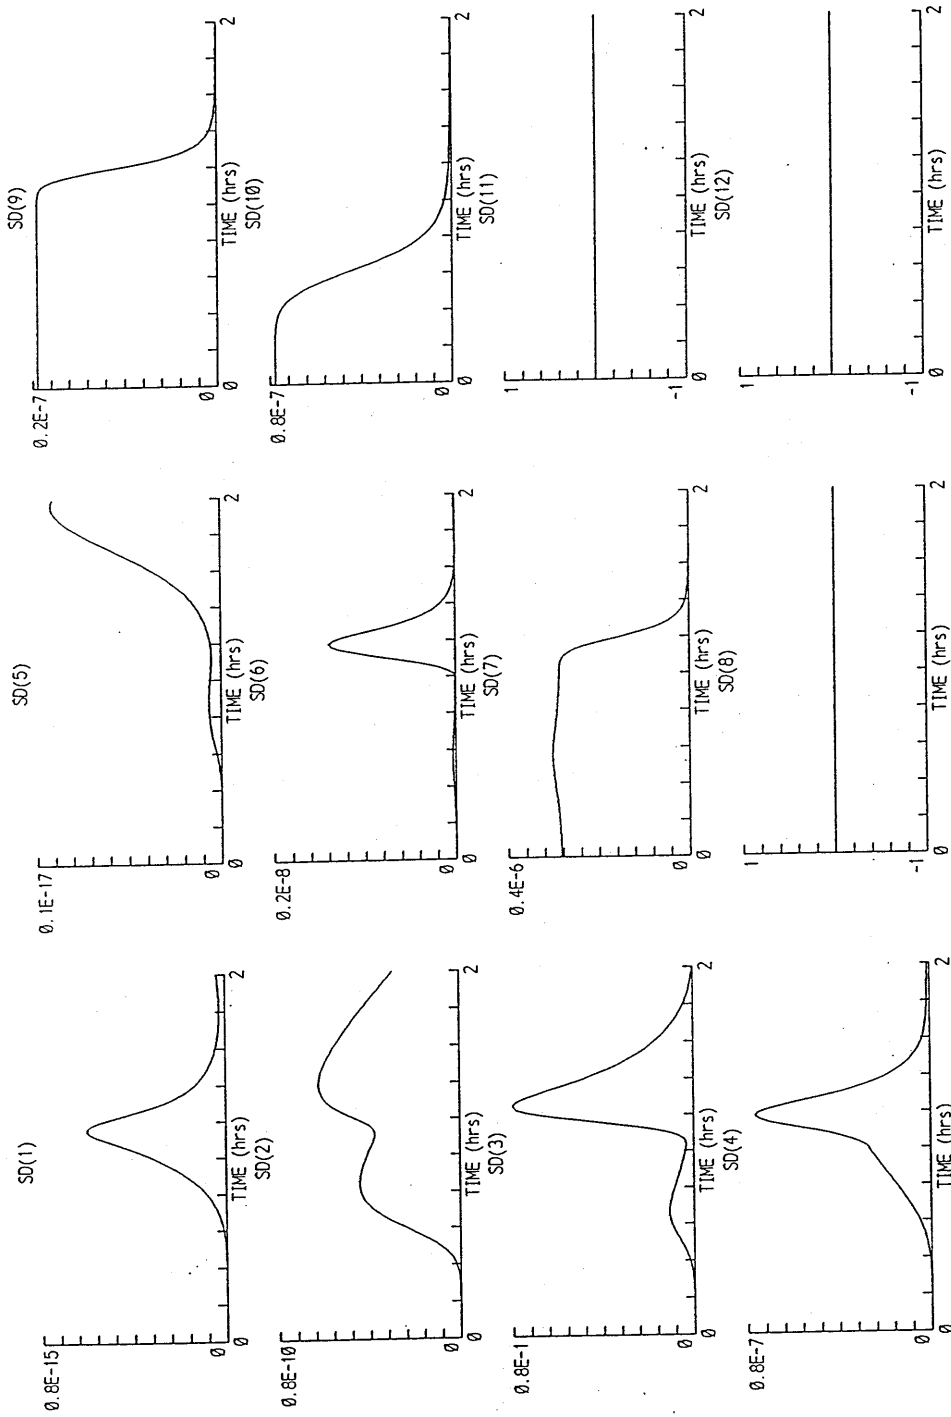 SD(1)
0.8E-15
0
0
2
TIME (hrs)
SD(2)
0.8E-10
0
0
2
TIME (hrs)
SD(3)
0.8E-1
0
0
2
TIME (hrs)
SD(4)
0.8E-7
0
0
2
TIME (hrs)
SD(5)
0.1E-17
0
0
2
TIME (hrs)
SD(6)
0.2E-8
0
0
2
TIME (hrs)
SD(7)
0.4E-6
0
0
2
TIME (hrs)
SD(8)
1
-1
0
2
TIME (hrs)
SD(9)
0.2E-7
0
0
2
TIME (hrs)
SD(10)
0.8E-7
0
0
2
TIME (hrs)
SD(11)
1
-1
0
2
TIME (hrs)
SD(12)
1
-1
0
2
TIME (hrs)